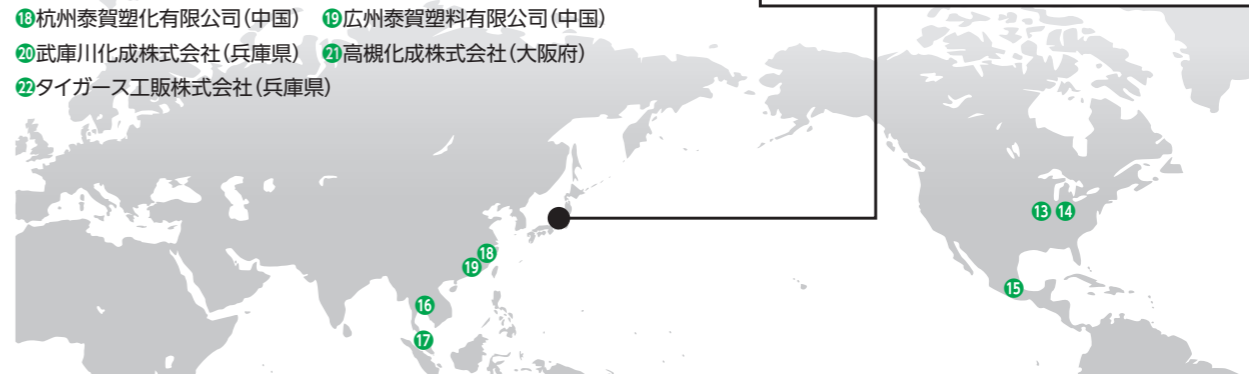 ⑱杭州泰賀塑化有限公司(中国) ⑲広州泰賀塑料有限公司(中国)
⑳武庫川化成株式会社(兵庫県) ㉑高槻化成株式会社(大阪府)
㉒タイガース工販株式会社(兵庫県)
⑬ ⑭
⑱
⑲
⑮
⑯
⑰